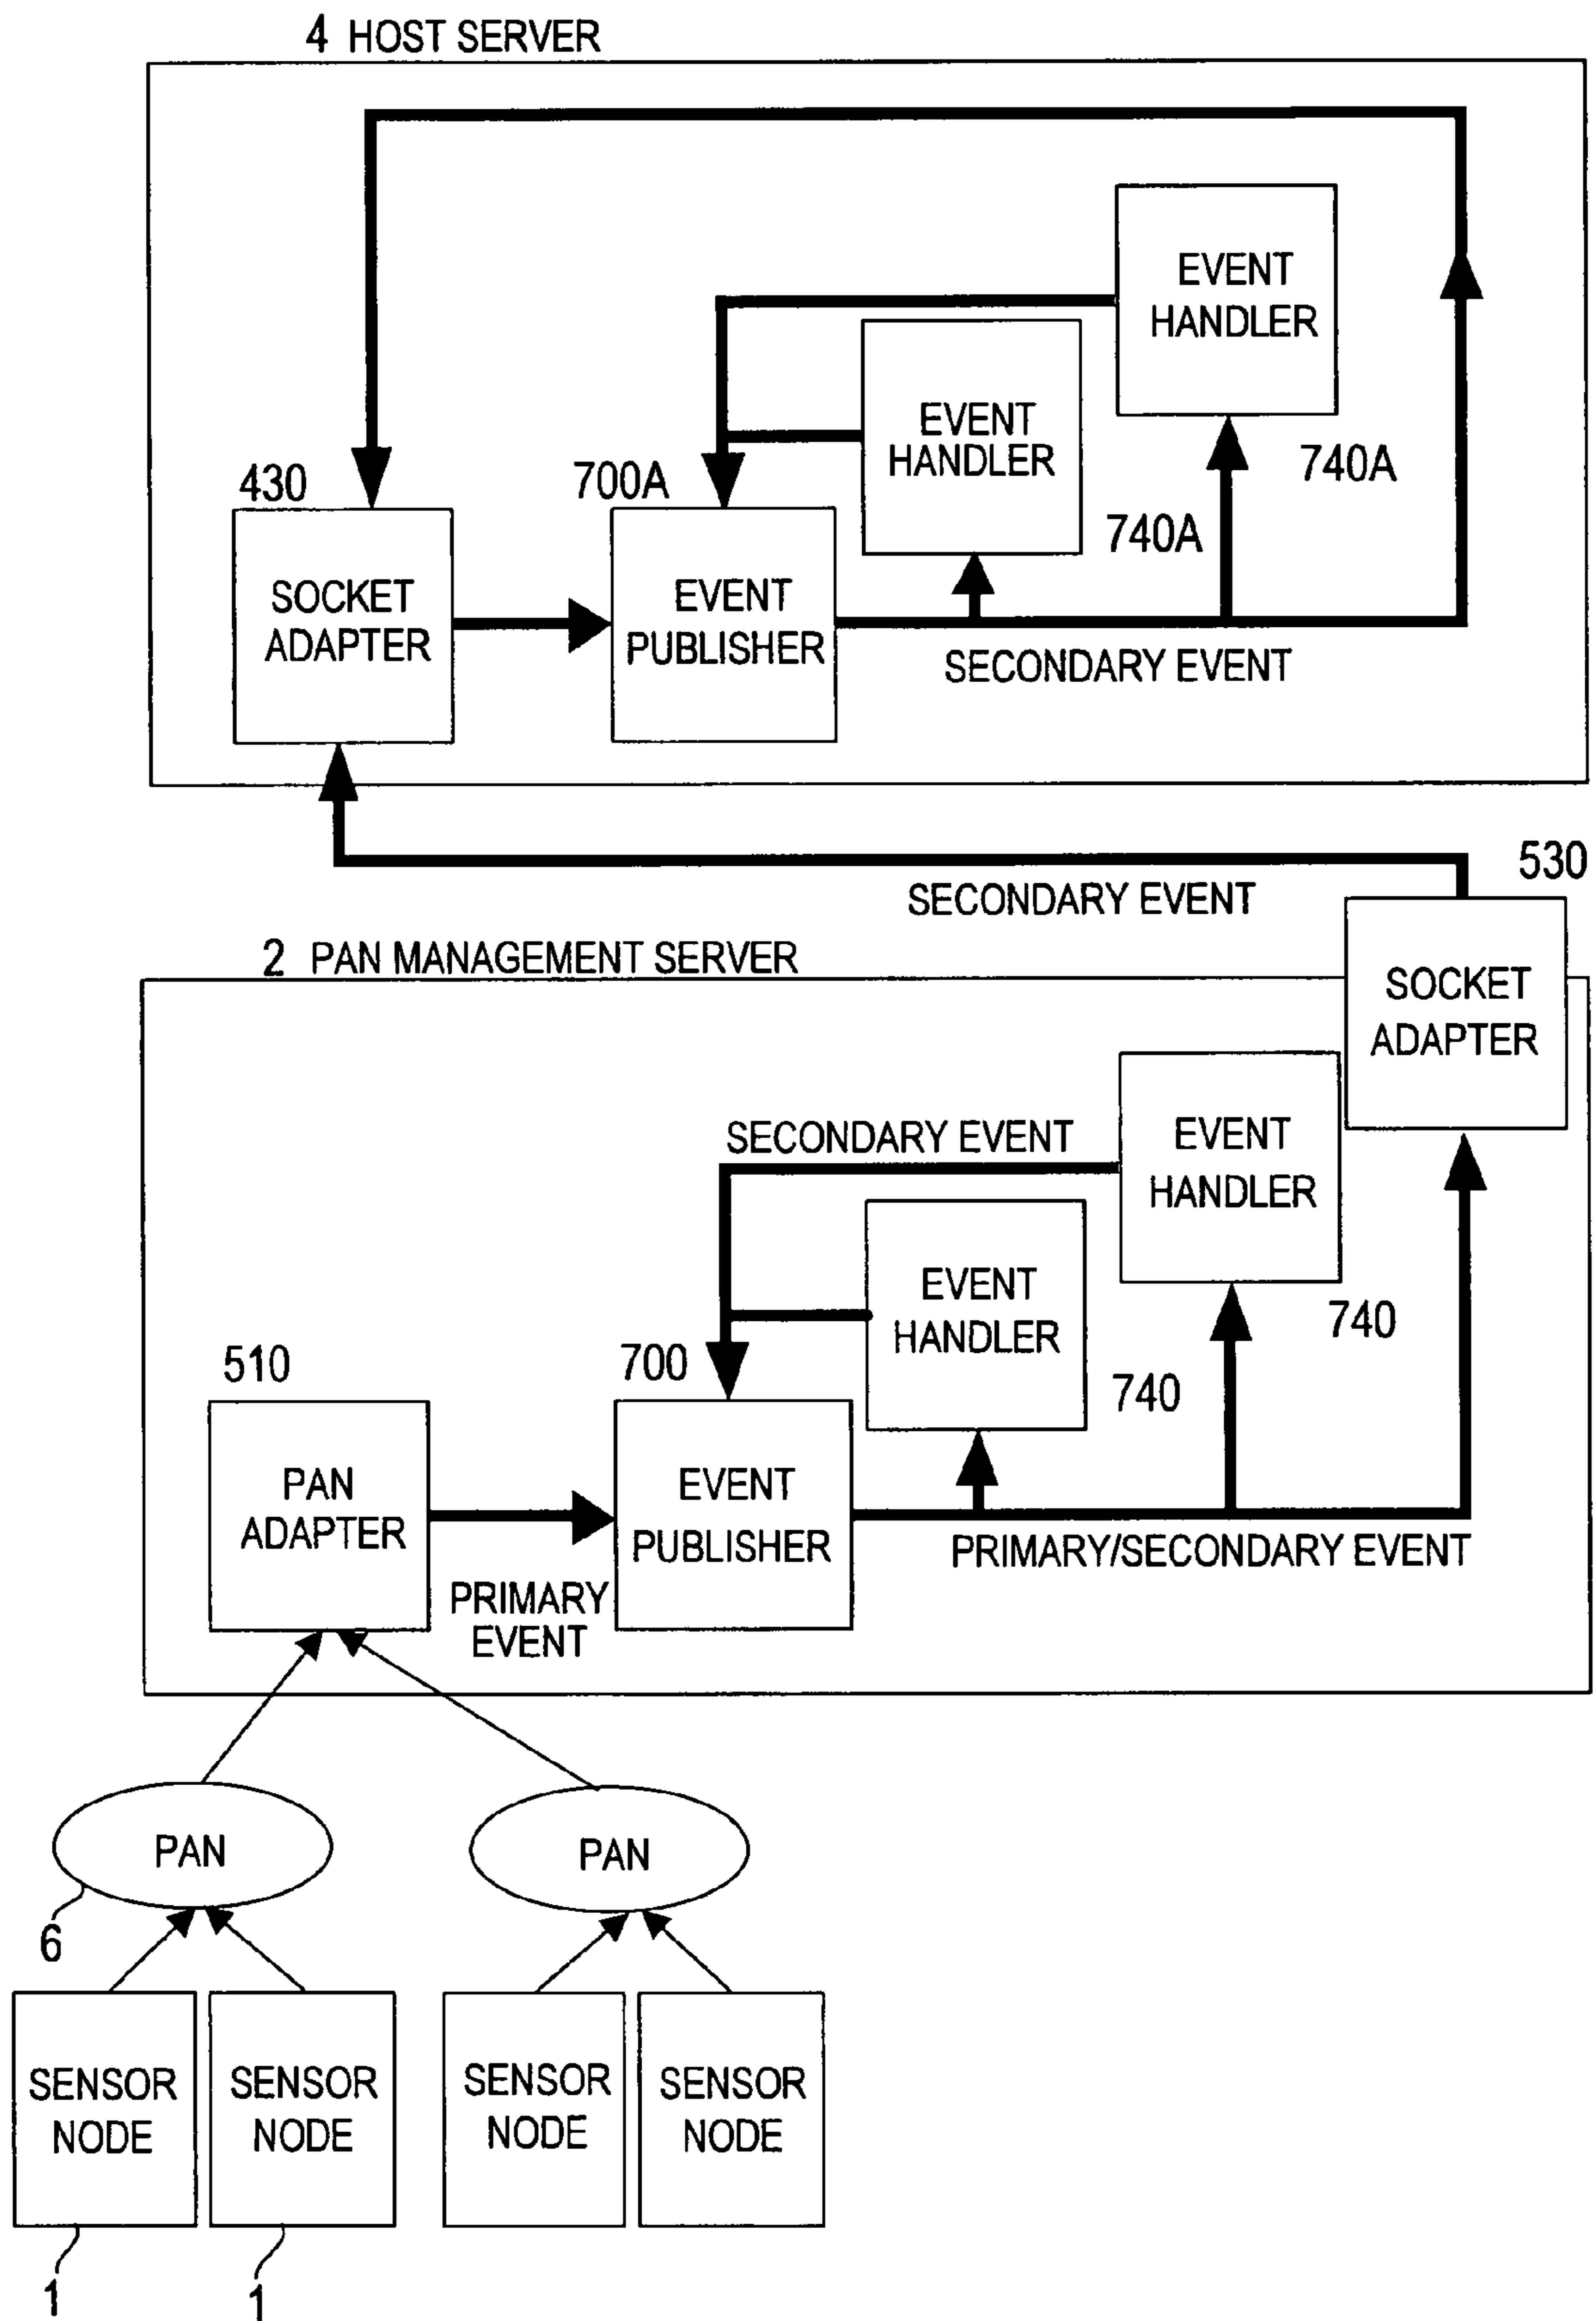 4 HOST SERVER
EVENT
HANDLER
EVENT
HANDLER
740A
430
700A
740A
SOCKET
ADAPTER
EVENT
PUBLISHER
SECONDARY EVENT
530
SECONDARY EVENT
2 PAN MANAGEMENT SERVER
SOCKET
ADAPTER
SECONDARY EVENT
EVENT
HANDLER
EVENT
HANDLER
740
510
700
740
PAN
ADAPTER
EVENT
PUBLISHER
PRIMARY/SECONDARY EVENT
PRIMARY
EVENT
PAN
PAN
6
SENSOR
NODE
SENSOR
NODE
SENSOR
NODE
SENSOR
NODE
1
1